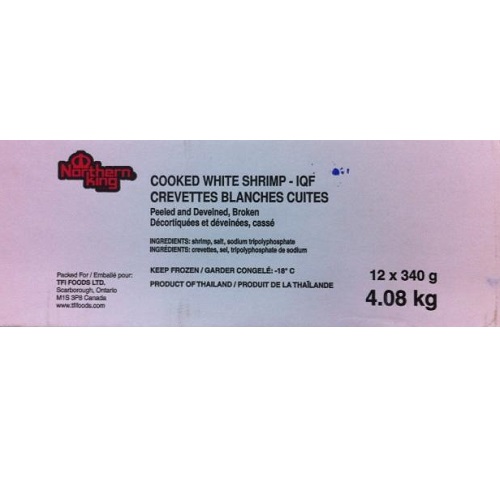 Northern
King
COOKED WHITE SHRIMP - IQF
CREVETTES BLANCHES CUITES
Peeled and Deveined, Broken
Décortiquées et déveinées, cassé
INGREDIENTS: shrimp, salt, sodium tripolyphosphate
INGREDIENTS: crevettes, sel, tripolyphosphate de sodium
KEEP FROZEN / GARDER CONGELÉ: -18° C
PRODUCT OF THAILAND / PRODUIT DE LA THAÏLANDE
Packed For / Emballé pour:
TFI FOODS LTD.
Scarborough, Ontario
M1S 3P8 Canada
www.tfifoods.com
12 x 340 g
4.08 kg